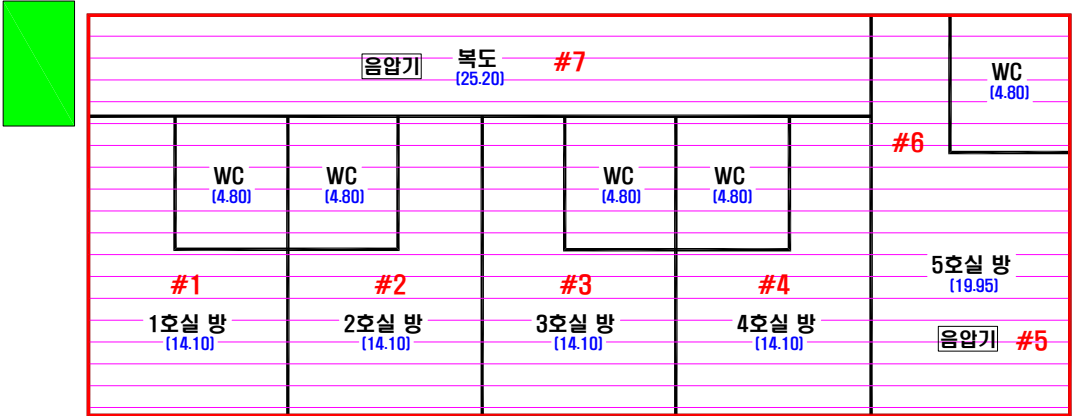 음압기
복도
(25.20)
#7
WC
(4.80)
#6
WC
(4.80)
WC
(4.80)
WC
(4.80)
WC
(4.80)
#1
1호실 방
(14.10)
#2
2호실 방
(14.10)
#3
3호실 방
(14.10)
#4
4호실 방
(14.10)
5호실 방
(19.95)
음압기
#5